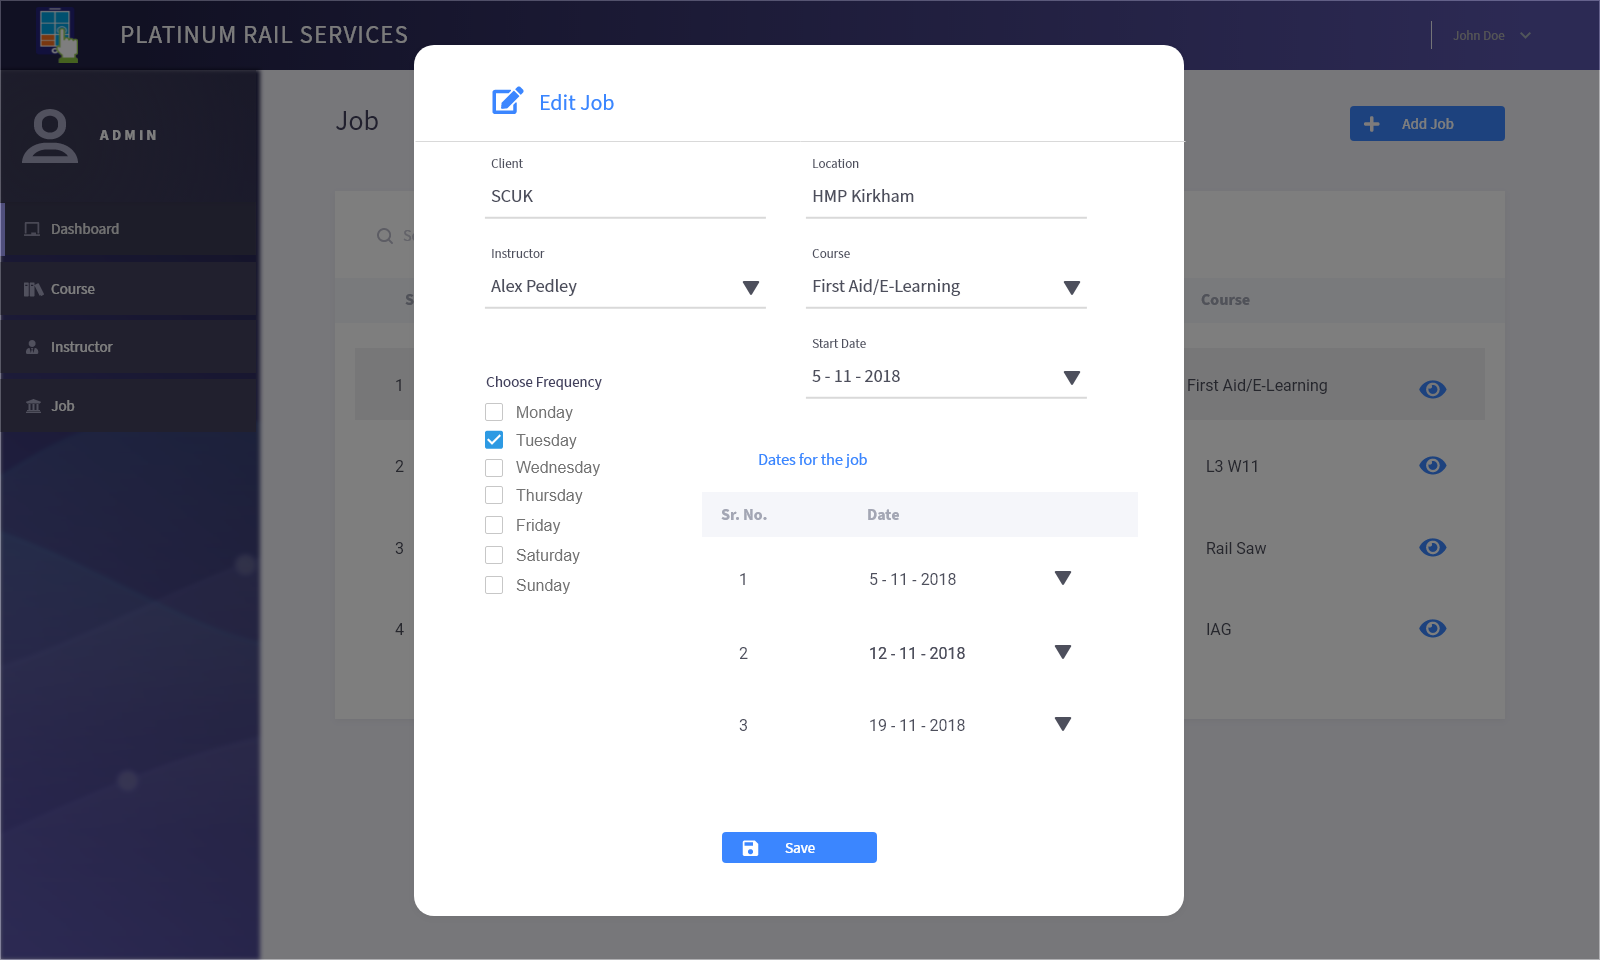 PLATINUM RAIL SERVICES
John Doe
ADMIN
Dashboard
Course
Instructor
Job
Job
Add Job
Course
1
First Aid/E-Learning
2
L3 W11
3
Rail Saw
4
IAG
Edit Job
Client
SCUK
Location
HMP Kirkham
Instructor
Alex Pedley
Course
First Aid/E-Learning
Start Date
5 - 11 - 2018
Choose Frequency
Monday
Tuesday
Wednesday
Thursday
Friday
Saturday
Sunday
Dates for the job
Sr. No. Date
1 5 - 11 - 2018
2 12 - 11 - 2018
3 19 - 11 - 2018
Save